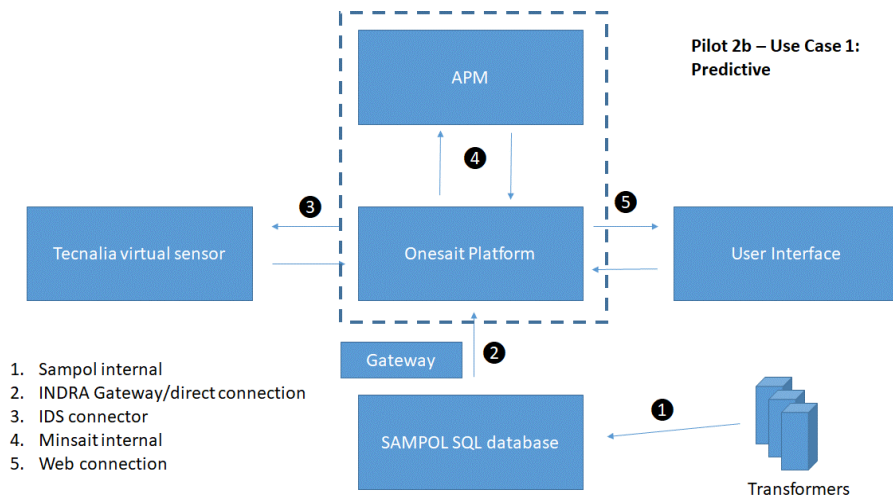 Pilot 2b – Use Case 1:
Predictive
APM
4
3
5
Tecnalia virtual sensor
Onesait Platform
User Interface
Gateway
2
1. Sampol internal
2. INDRA Gateway/direct connection
3. IDS connector
4. Minsait internal
5. Web connection
SAMPOL SQL database
1
Transformers